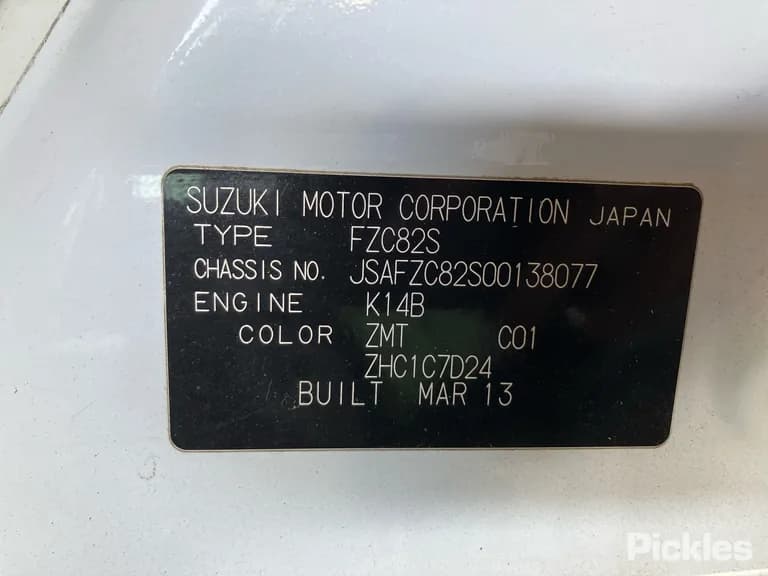 SUZUKI MOTOR CORPORATION JAPAN
TYPE FZC82S
CHASSIS NO. JSAFZC82S00138077
ENGINE K14B
COLOR ZMT C01
ZHC1C7D24
BUILT MAR 13
Pickles